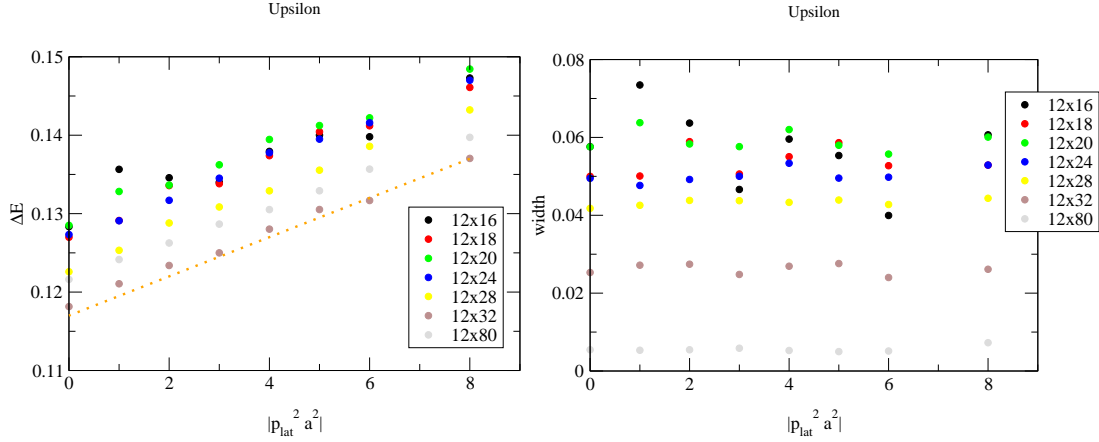 Upsilon
0.15
0.14
0.13
0.12
0.11
ΔE
0 2 4 6 8
|p_lat^2 a^2|
12x16
12x18
12x20
12x24
12x28
12x32
12x80
Upsilon
0.08
0.06
0.04
0.02
0
width
0 2 4 6 8
|p_lat^2 a^2|
12x16
12x18
12x20
12x24
12x28
12x32
12x80